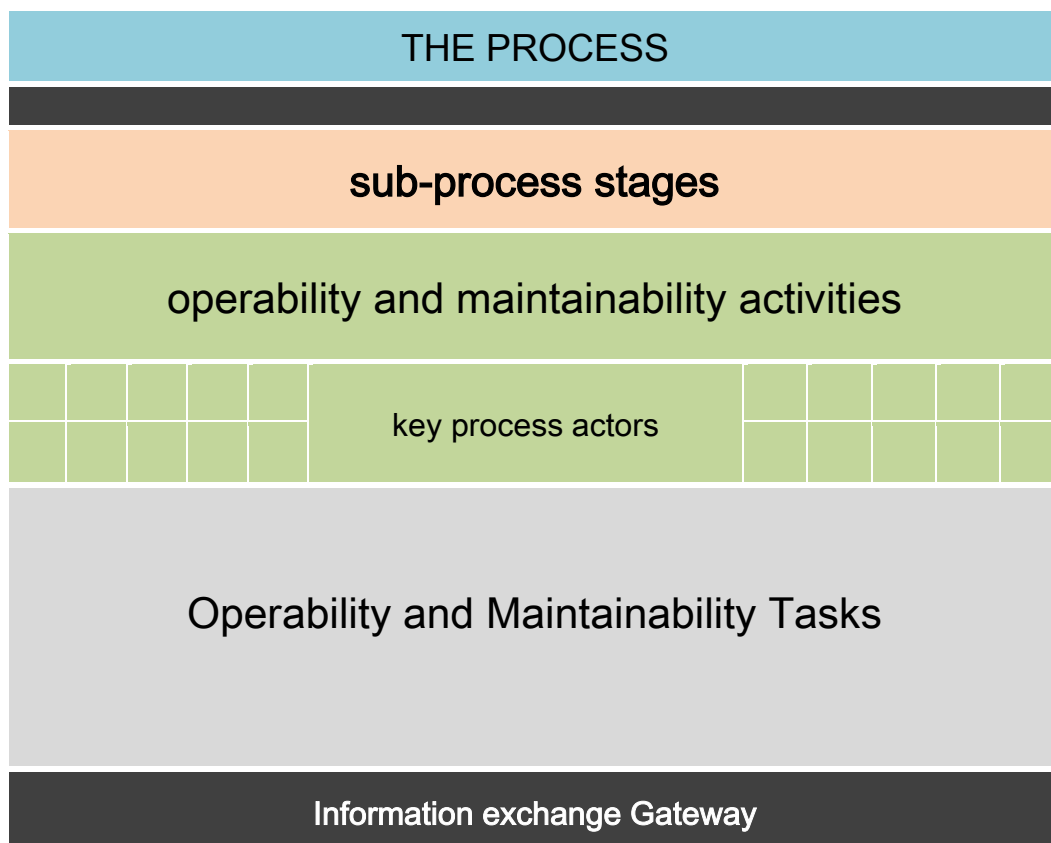 THE PROCESS
sub-process stages
operability and maintainability activities
key process actors
Operability and Maintainability Tasks
Information exchange Gateway